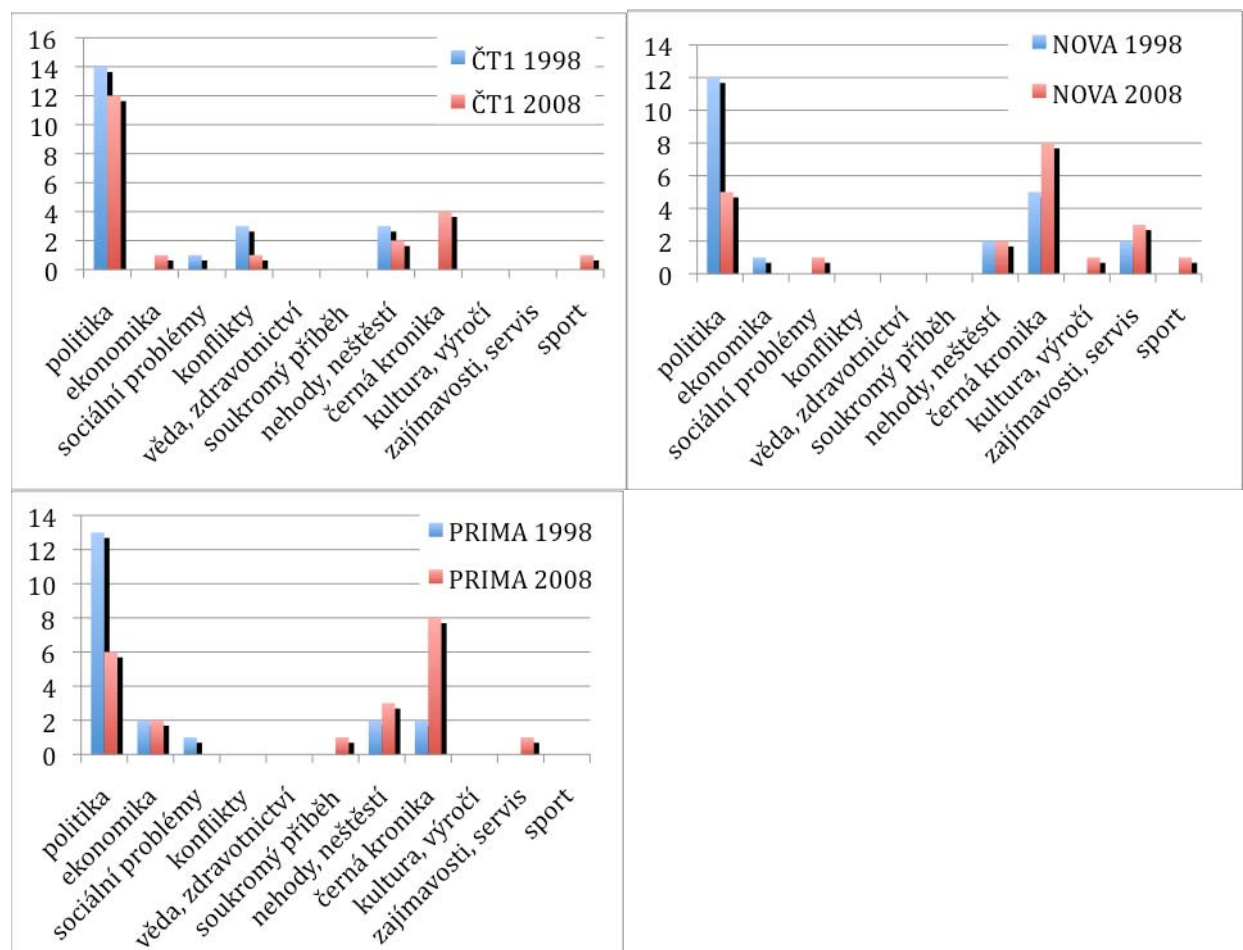 16
14
12
10
8
6
4
2
0
ČT1 1998
ČT1 2008
politika
ekonomika
sociální problémy
konflikty
věda, zdravotnictví
soukromý příběh
nehody, neštěstí
černá kronika
kultura, výročí
zajímavosti, servis
sport
14
12
10
8
6
4
2
0
NOVA 1998
NOVA 2008
politika
ekonomika
sociální problémy
konflikty
věda, zdravotnictví
soukromý příběh
nehody, neštěstí
černá kronika
kultura, výročí
zajímavosti, servis
sport
14
12
10
8
6
4
2
0
PRIMA 1998
PRIMA 2008
politika
ekonomika
sociální problémy
konflikty
věda, zdravotnictví
soukromý příběh
nehody, neštěstí
černá kronika
kultura, výročí
zajímavosti, servis
sport